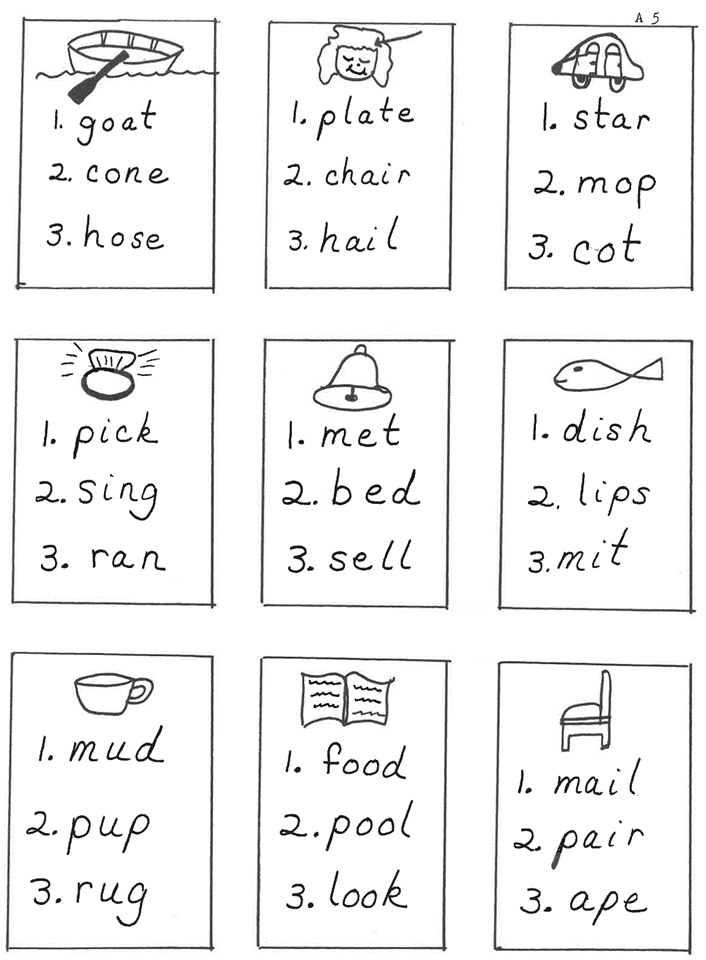 A 5
1. goat
2. cone
3. hose
1. plate
2. chair
3. hail
1. star
2. mop
3. cot
1. pick
2. sing
3. ran
1. met
2. bed
3. sell
1. dish
2. lips
3. mit
1. mud
2. pup
3. rug
1. food
2. pool
3. look
1. mail
2. pair
3. ape